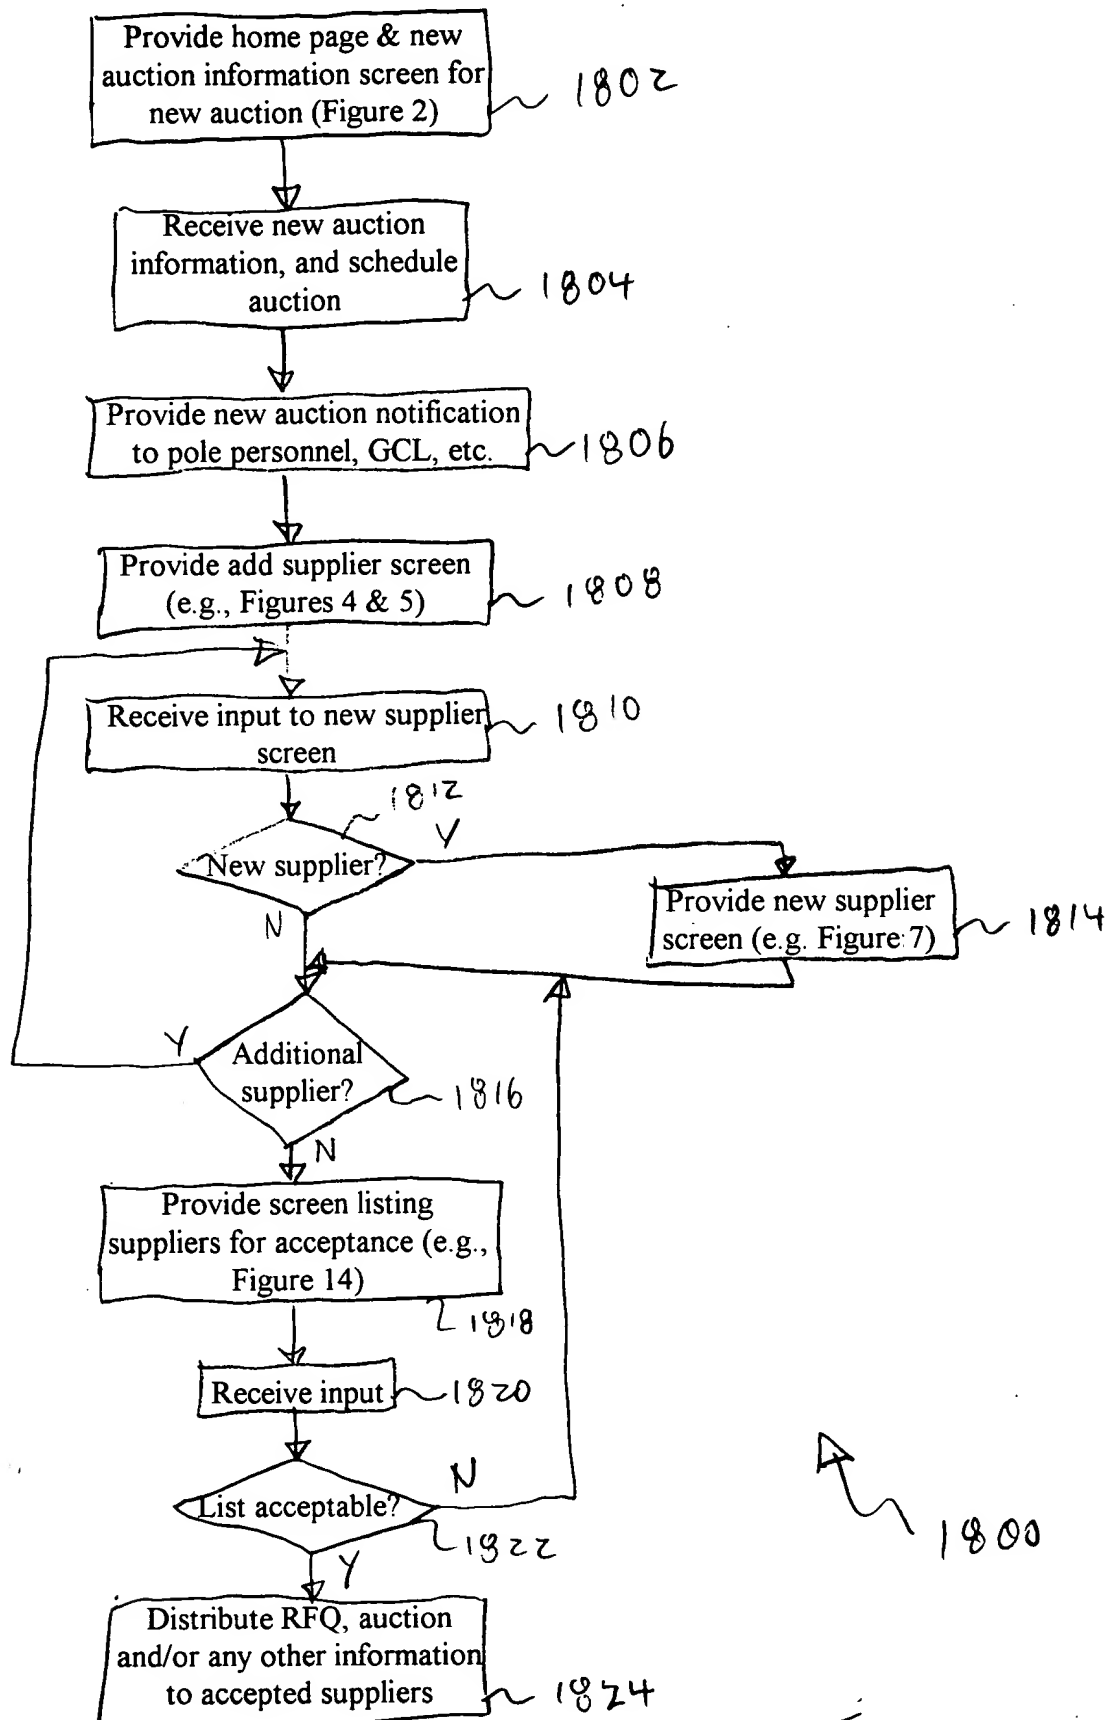 Provide home page & new
auction information screen for
new auction (Figure 2)
1802
Receive new auction
information, and schedule
auction
1804
Provide new auction notification
to pole personnel, GCL, etc.
1806
Provide add supplier screen
(e.g., Figures 4 & 5)
1808
Receive input to new supplier
screen
1810
1812
New supplier?
Y
N
Provide new supplier
screen (e.g. Figure 7)
1814
Y
Additional
supplier?
1816
N
Provide screen listing
suppliers for acceptance (e.g.,
Figure 14)
1818
Receive input
1820
List acceptable?
N
1822
Y
1800
Distribute RFQ, auction
and/or any other information
to accepted suppliers
1824